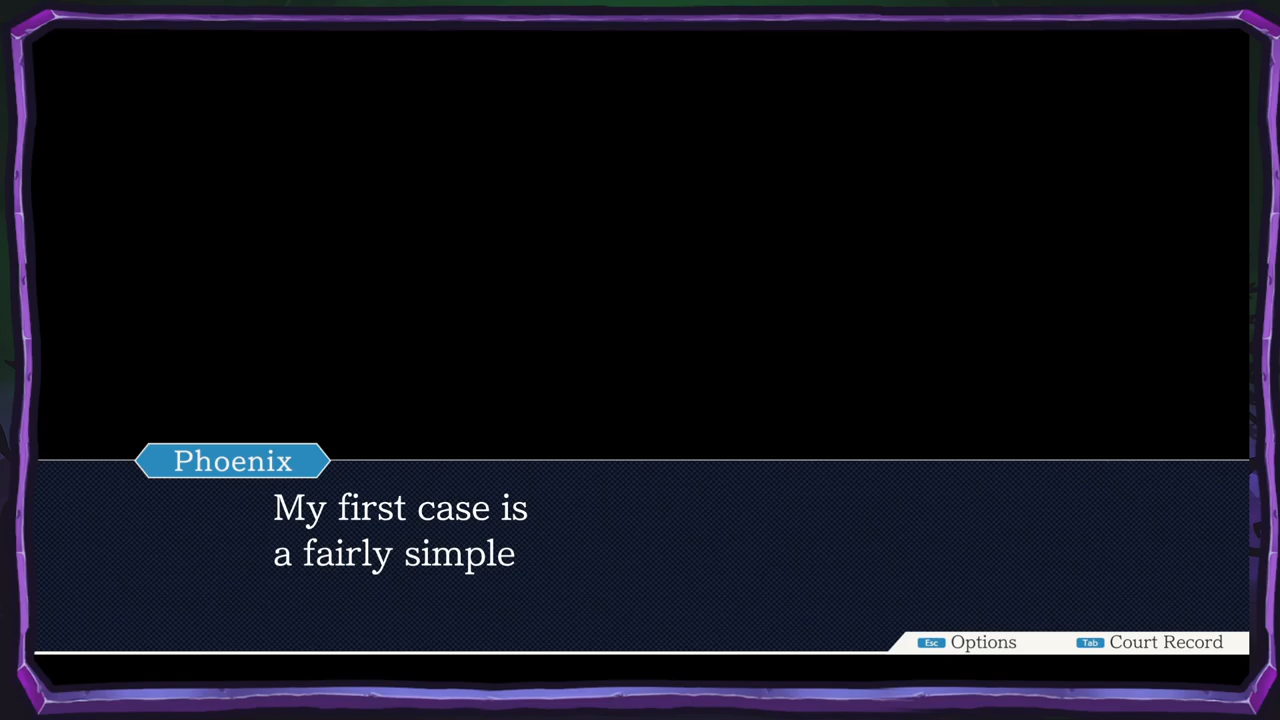 Phoenix
My first case is
a fairly simple
Esc Options Tab Court Record